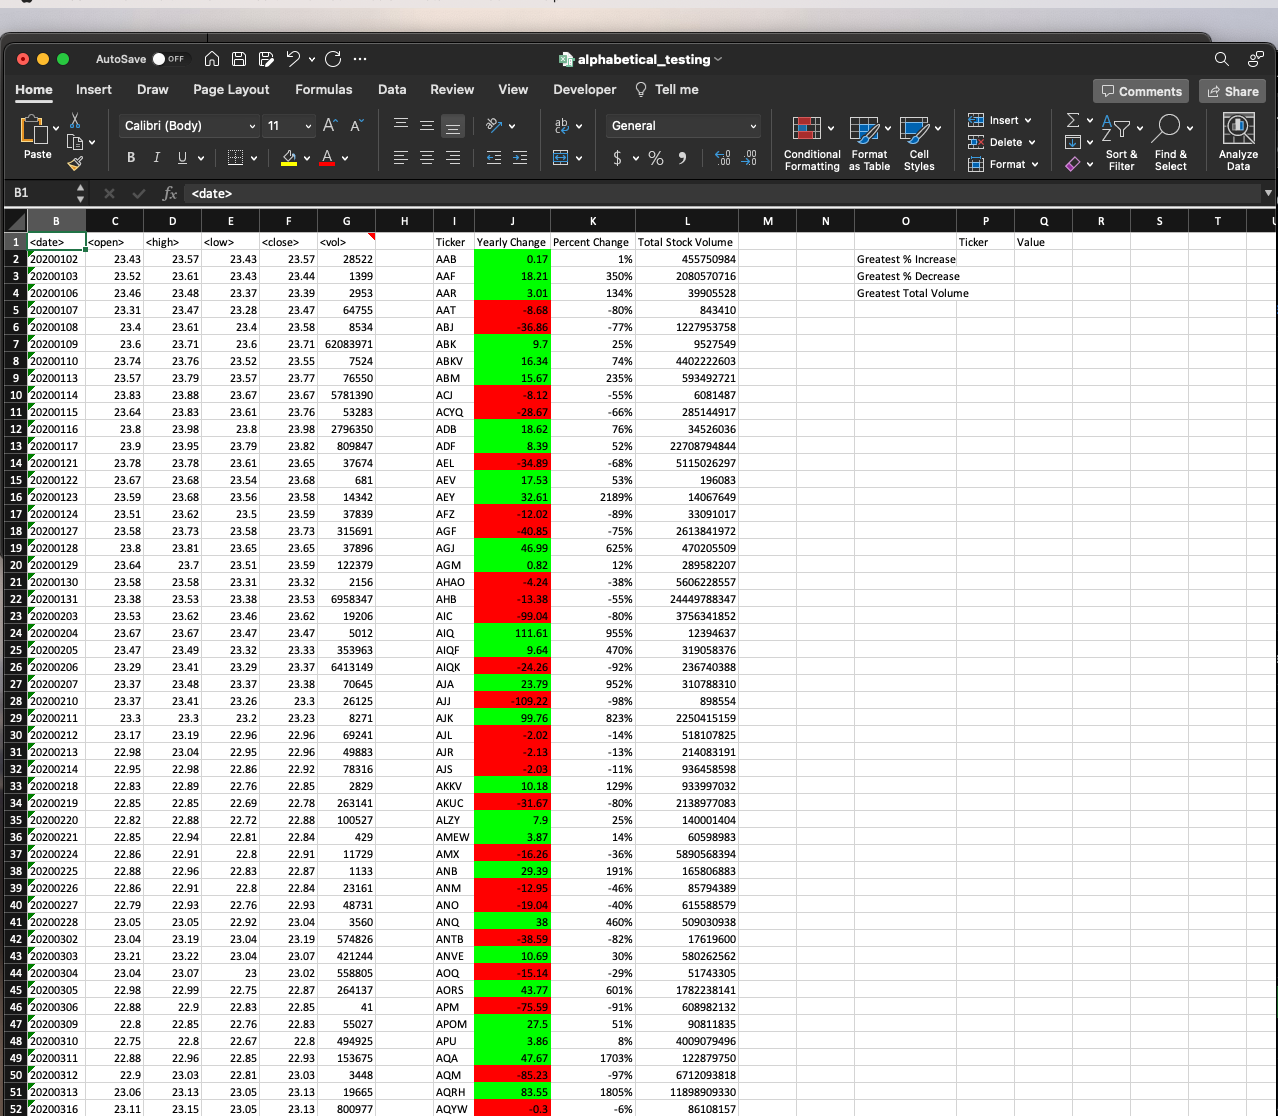 AutoSave OFF alphabetical_testing
Home Insert Draw Page Layout Formulas Data Review View Developer Tell me Comments Share
Paste Calibri (Body) 11 A A General Insert
B I U A $ % Conditional Formatting Format as Table Cell Styles Delete Format Sort & Filter Find & Select Analyze Data
B1 fx <date>
B C D E F G H I J K L M N O P Q R S T
1 <date> <open> <high> <low> <close> <vol> Ticker Yearly Change Percent Change Total Stock Volume Ticker Value
2 20200102 23.43 23.57 23.43 23.57 28522 AAB 0.17 1% 455750984 Greatest % Increase
3 20200103 23.52 23.61 23.43 23.44 1399 AAF 18.21 350% 2080570716 Greatest % Decrease
4 20200106 23.46 23.48 23.37 23.39 2953 AAR 3.01 134% 39905528 Greatest Total Volume
5 20200107 23.31 23.47 23.28 23.47 64755 AAT -8.68 -80% 843410
6 20200108 23.4 23.61 23.4 23.58 8534 ABJ -36.86 -77% 1227953758
7 20200109 23.6 23.71 23.6 23.71 62083971 ABK 9.7 25% 9527549
8 20200110 23.74 23.76 23.52 23.55 7524 ABKV 16.34 74% 4402222603
9 20200113 23.57 23.79 23.57 23.77 76550 ABM 15.67 235% 593492721
10 20200114 23.83 23.88 23.67 23.67 5781390 ACJ -8.12 -55% 6081487
11 20200115 23.64 23.83 23.61 23.76 53283 ACYQ -28.67 -66% 285144917
12 20200116 23.8 23.98 23.8 23.98 2796350 ADB 18.62 76% 34526036
13 20200117 23.9 23.95 23.79 23.82 809847 ADF 8.39 52% 22708794844
14 20200121 23.78 23.78 23.61 23.65 37674 AEL -34.89 -68% 5115026297
15 20200122 23.67 23.68 23.54 23.68 681 AEV 17.53 53% 196083
16 20200123 23.59 23.68 23.56 23.58 14342 AEY 32.61 2189% 14067649
17 20200124 23.51 23.62 23.5 23.59 37839 AFZ -12.02 -89% 33091017
18 20200127 23.58 23.73 23.58 23.73 315691 AGF -40.85 -75% 2613841972
19 20200128 23.8 23.81 23.65 23.65 37896 AGJ 46.99 625% 470205509
20 20200129 23.64 23.7 23.51 23.59 122379 AGM 0.82 12% 289582207
21 20200130 23.58 23.58 23.31 23.32 2156 AHAO -4.24 -38% 5606228557
22 20200131 23.38 23.53 23.38 23.53 6958347 AHB -13.38 -55% 24449788347
23 20200203 23.53 23.62 23.46 23.62 19206 AIC -99.04 -80% 3756341852
24 20200204 23.67 23.67 23.47 23.47 5012 AIQ 111.61 955% 12394637
25 20200205 23.47 23.49 23.32 23.33 353963 AIQF 9.64 470% 319058376
26 20200206 23.29 23.41 23.29 23.37 6413149 AIQK -24.26 -92% 236740388
27 20200207 23.37 23.48 23.37 23.38 70645 AJA 23.79 952% 310788310
28 20200210 23.37 23.41 23.26 23.3 26125 AJJ -109.22 -98% 898554
29 20200211 23.3 23.3 23.2 23.23 8271 AJK 99.76 823% 2250415159
30 20200212 23.17 23.19 22.96 22.96 69241 AJL -2.02 -14% 518107825
31 20200213 22.98 23.04 22.95 22.96 49883 AJR -2.13 -13% 214083191
32 20200214 22.95 22.98 22.86 22.92 78316 AJS -2.03 -11% 936458598
33 20200218 22.83 22.89 22.76 22.85 2829 AKKV 10.18 129% 933997032
34 20200219 22.85 22.85 22.69 22.78 263141 AKUC -31.67 -80% 2138977083
35 20200220 22.82 22.88 22.72 22.88 100527 ALZY 7.9 25% 140001404
36 20200221 22.85 22.94 22.81 22.84 429 AMEW 3.87 14% 60598983
37 20200224 22.86 22.91 22.8 22.91 11729 AMX -16.26 -36% 5890568394
38 20200225 22.88 22.96 22.83 22.87 1133 ANB 29.39 191% 165806883
39 20200226 22.86 22.91 22.8 22.84 23161 ANM -12.95 -46% 85794389
40 20200227 22.79 22.93 22.76 22.93 48731 ANO -19.04 -40% 615588579
41 20200228 23.05 23.05 22.92 23.04 3560 ANQ 38 460% 509030938
42 20200302 23.04 23.19 23.04 23.19 574826 ANTB -38.59 -82% 17619600
43 20200303 23.21 23.22 23.04 23.07 421244 ANVE 10.69 30% 580262562
44 20200304 23.04 23.07 23 23.02 558805 AOQ -15.14 -29% 51743305
45 20200305 22.98 22.99 22.75 22.87 264137 AORS 43.77 601% 1782238141
46 20200306 22.88 22.9 22.83 22.85 41 APM -75.59 -91% 608982132
47 20200309 22.8 22.85 22.76 22.83 55027 APOM 27.5 51% 90811835
48 20200310 22.75 22.8 22.67 22.8 494925 APU 3.86 8% 4009079496
49 20200311 22.88 22.96 22.85 22.93 153675 AQA 47.67 1703% 122879750
50 20200312 22.9 23.03 22.81 23.03 3448 AQM -85.23 -97% 6712093818
51 20200313 23.06 23.13 23.05 23.13 19665 AQRH 83.55 1805% 11898909330
52 20200316 23.11 23.15 23.05 23.13 800977 AQYW -0.3 -6% 86108157